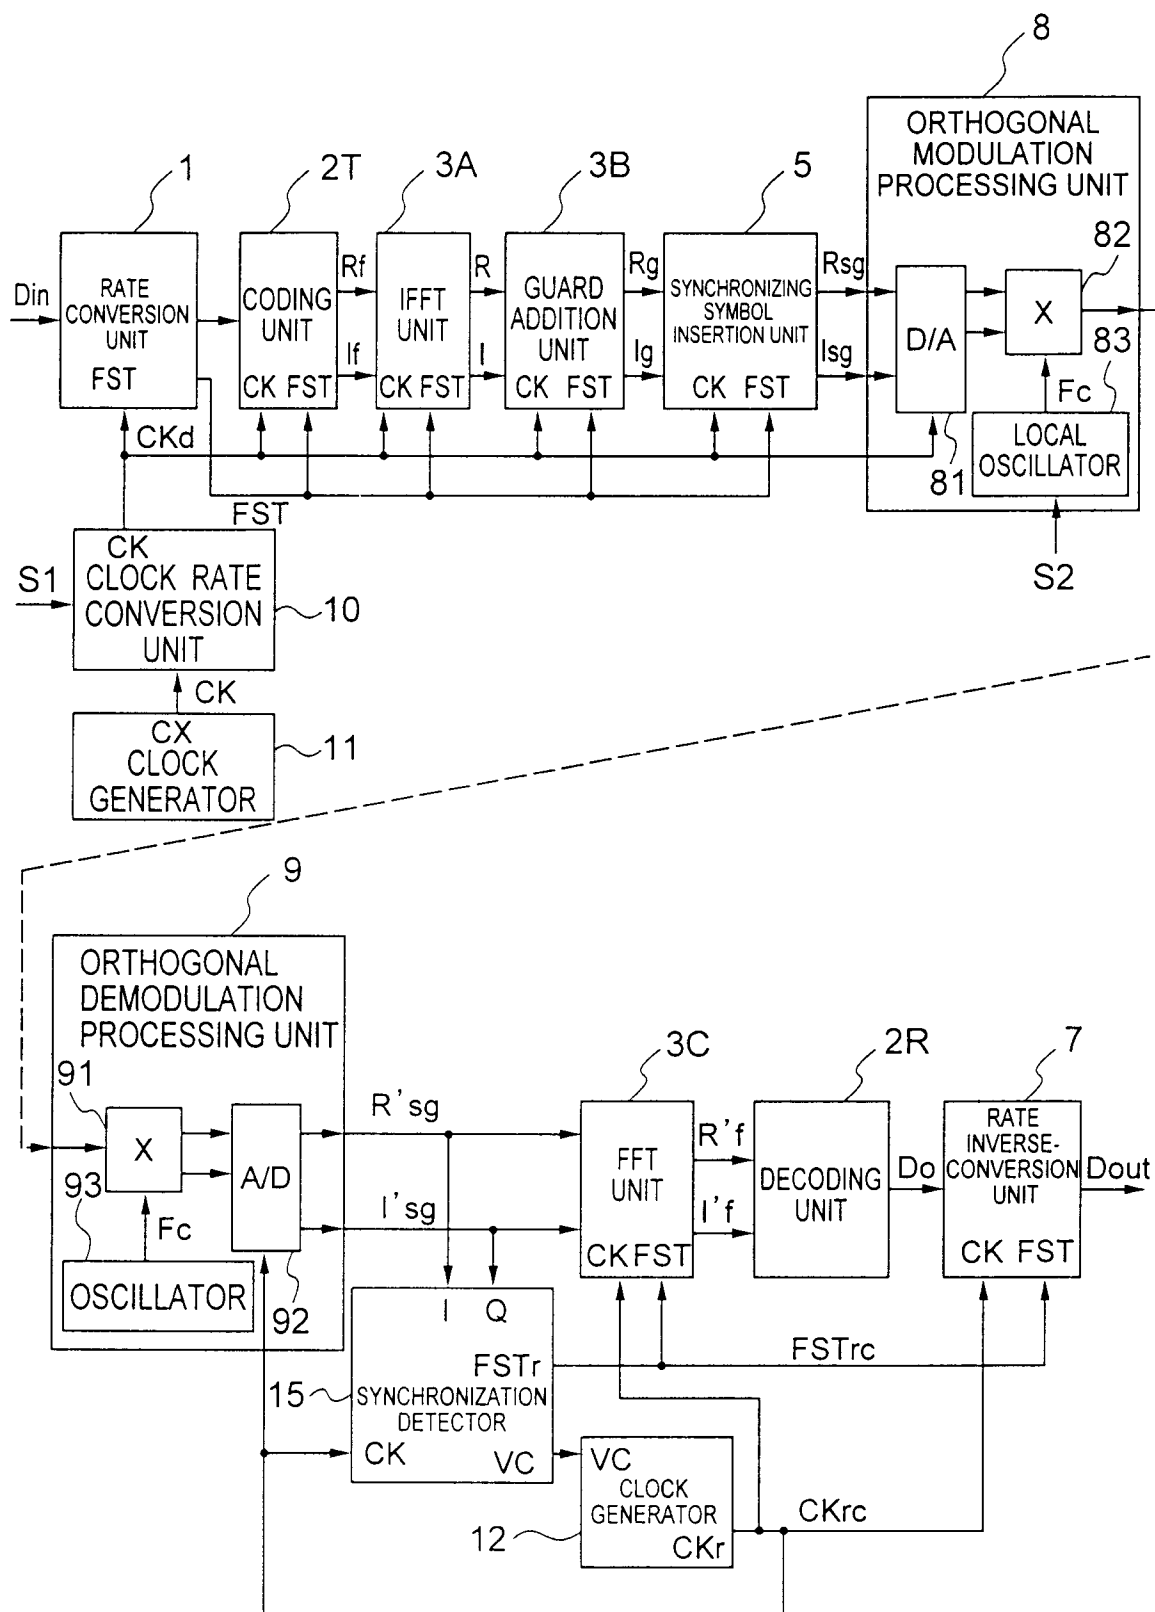 8
ORTHOGONAL
MODULATION
PROCESSING UNIT
1
2T
3A
3B
5
82
Din
RATE
CONVERSION
UNIT
FST
CODING
UNIT
CK FST
Rf
If
IFFT
UNIT
CK FST
R
I
GUARD
ADDITION
UNIT
CK FST
Rg
Ig
SYNCHRONIZING
SYMBOL
INSERTION UNIT
CK FST
Rsg
Isg
D/A
X
83
Fc
LOCAL
OSCILLATOR
81
CKd
FST
S2
S1
CK
CLOCK RATE
CONVERSION
UNIT
10
CK
CX
CLOCK
GENERATOR
11
9
ORTHOGONAL
DEMODULATION
PROCESSING UNIT
91
X
93
Fc
OSCILLATOR
A/D
92
R'sg
I'sg
3C
FFT
UNIT
CK FST
R'f
I'f
2R
DECODING
UNIT
Do
7
RATE
INVERSE-
CONVERSION
UNIT
CK FST
Dout
I Q
FSTr
15
SYNCHRONIZATION
DETECTOR
CK
VC
FSTrc
VC
CLOCK
GENERATOR
CKr
12
CKrc